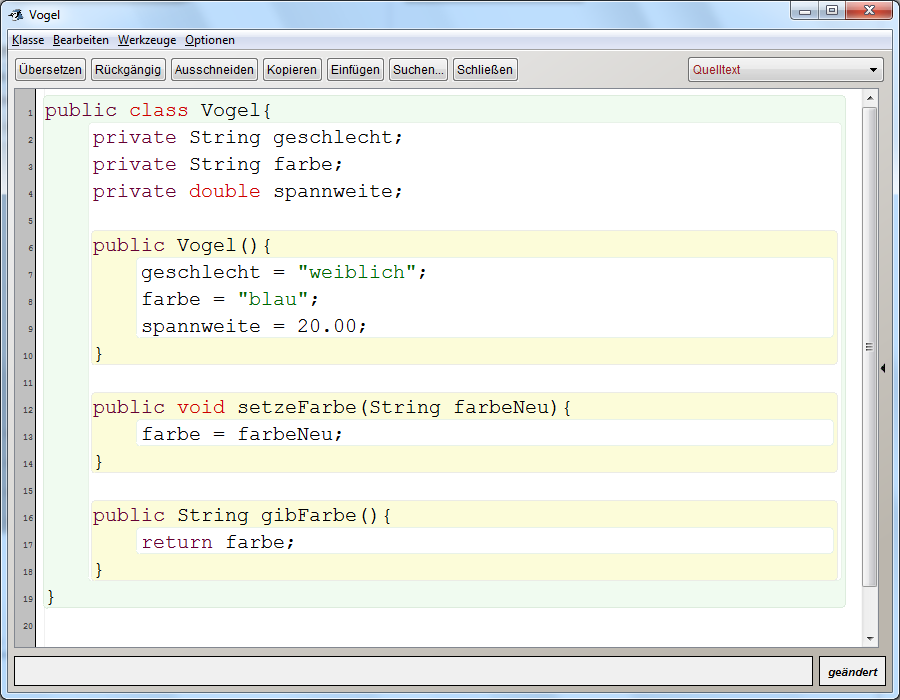 Vogel
Klasse Bearbeiten Werkzeuge Optionen
Übersetzen Rückgängig Ausschneiden Kopieren Einfügen Suchen... Schließen Quelltext
1 public class Vogel{
2 private String geschlecht;
3 private String farbe;
4 private double spannweite;
5
6 public Vogel(){
7 geschlecht = "weiblich";
8 farbe = "blau";
9 spannweite = 20.00;
10 }
11
12 public void setzeFarbe(String farbeNeu){
13 farbe = farbeNeu;
14 }
15
16 public String gibFarbe(){
17 return farbe;
18 }
19 }
20
geändert